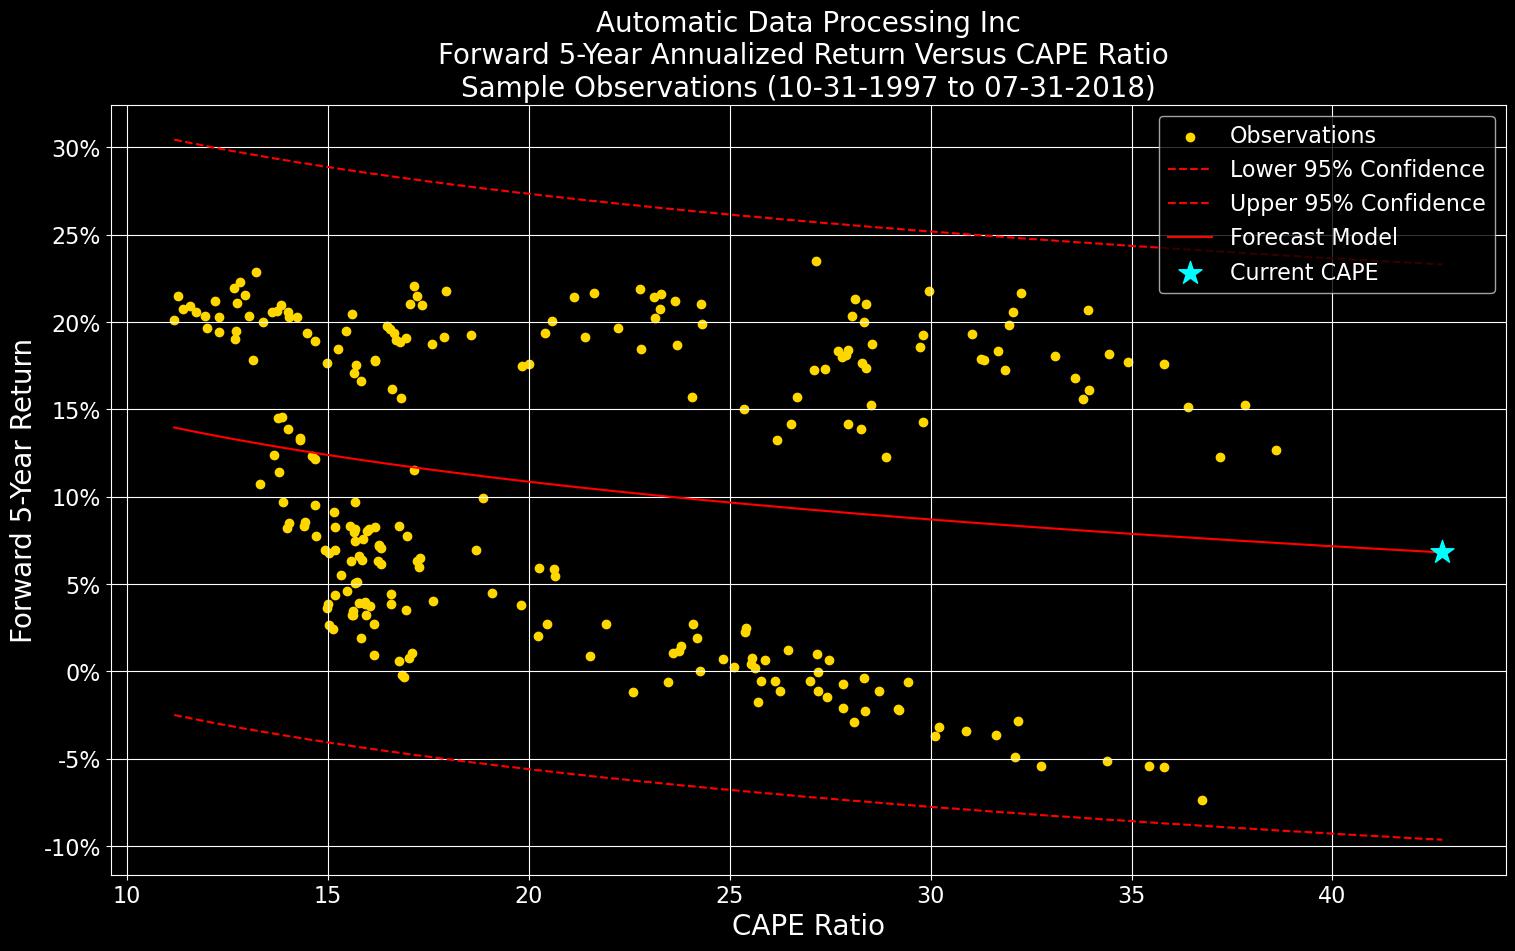 Automatic Data Processing Inc
Forward 5-Year Annualized Return Versus CAPE Ratio
Sample Observations (10-31-1997 to 07-31-2018)
Observations
Lower 95% Confidence
Upper 95% Confidence
Forecast Model
Current CAPE
Forward 5-Year Return
30%
25%
20%
15%
10%
5%
0%
-5%
-10%
10 15 20 25 30 35 40
CAPE Ratio